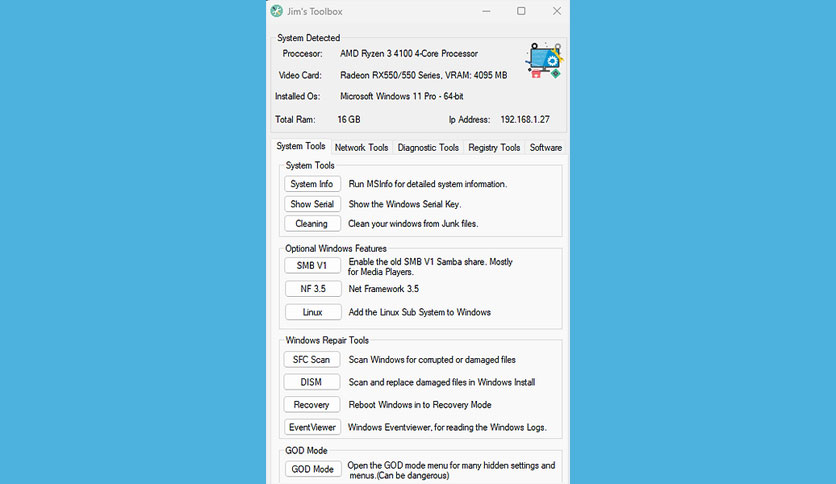 Jim's Toolbox
System Detected
Proccesor: AMD Ryzen 3 4100 4-Core Processor
Video Card: Radeon RX550/550 Series, VRAM: 4095 MB
Installed Os: Microsoft Windows 11 Pro - 64-bit
Total Ram: 16 GB Ip Address: 192.168.1.27
System Tools Network Tools Diagnostic Tools Registry Tools Software
System Tools
System Info Run MSInfo for detailed system information.
Show Serial Show the Windows Serial Key.
Cleaning Clean your windows from Junk files.
Optional Windows Features
SMB V1 Enable the old SMB V1 Samba share. Mostly
for Media Players.
NF 3.5 Net Framework 3.5
Linux Add the Linux Sub System to Windows
Windows Repair Tools
SFC Scan Scan Windows for corrupted or damaged files
DISM Scan and replace damaged files in Windows Install
Recovery Reboot Windows in to Recovery Mode
EventViewer Windows Eventviewer, for reading the Windows Logs.
GOD Mode
GOD Mode Open the GOD mode menu for many hidden settings and
menus.(Can be dangerous)